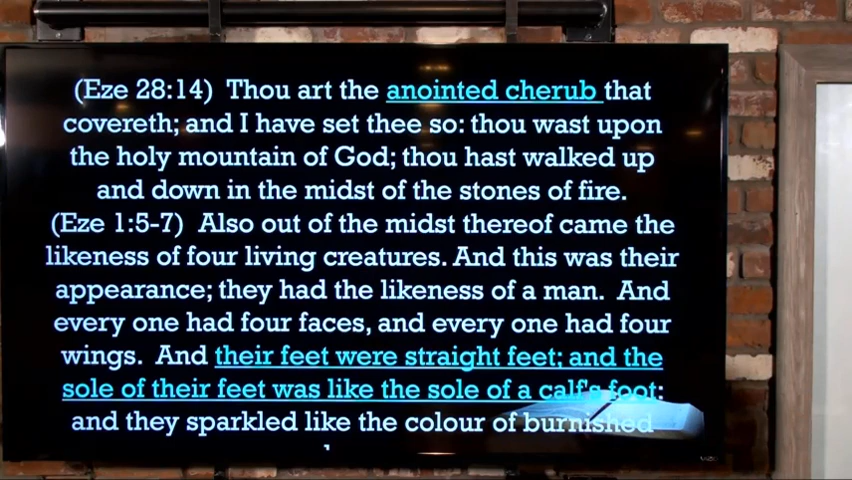 (Eze 28:14)  Thou art the anointed cherub that
covereth; and I have set thee so: thou wast upon
the holy mountain of God; thou hast walked up
and down in the midst of the stones of fire.
(Eze 1:5-7)  Also out of the midst thereof came the
likeness of four living creatures. And this was their
appearance; they had the likeness of a man.  And
every one had four faces, and every one had four
wings.  And their feet were straight feet; and the
sole of their feet was like the sole of a calf's foot:
and they sparkled like the colour of burnished